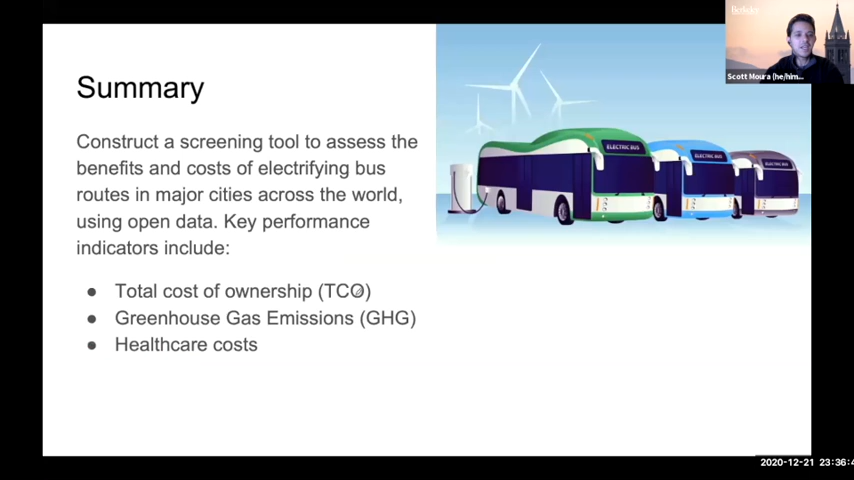 Berkeley
Scott Moura (he/him...
Summary
Construct a screening tool to assess the
benefits and costs of electrifying bus
routes in major cities across the world,
using open data. Key performance
indicators include:
● Total cost of ownership (TCO)
● Greenhouse Gas Emissions (GHG)
● Healthcare costs
ELECTRIC BUS
ELECTRIC BUS
ELECTRIC BUS
2020-12-21 23:36:4